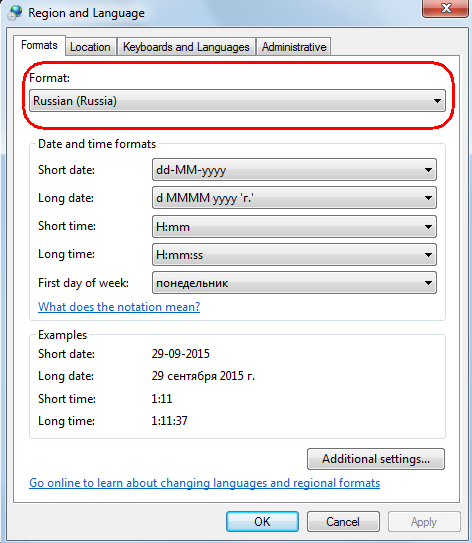 Region and Language
Formats Location Keyboards and Languages Administrative
Format:
Russian (Russia)
Date and time formats
Short date: dd-MM-yyyy
Long date: d MMMM yyyy 'г.'
Short time: H:mm
Long time: H:mm:ss
First day of week: понедельник
What does the notation mean?
Examples
Short date: 29-09-2015
Long date: 29 сентября 2015 г.
Short time: 1:11
Long time: 1:11:37
Additional settings...
Go online to learn about changing languages and regional formats
OK Cancel Apply